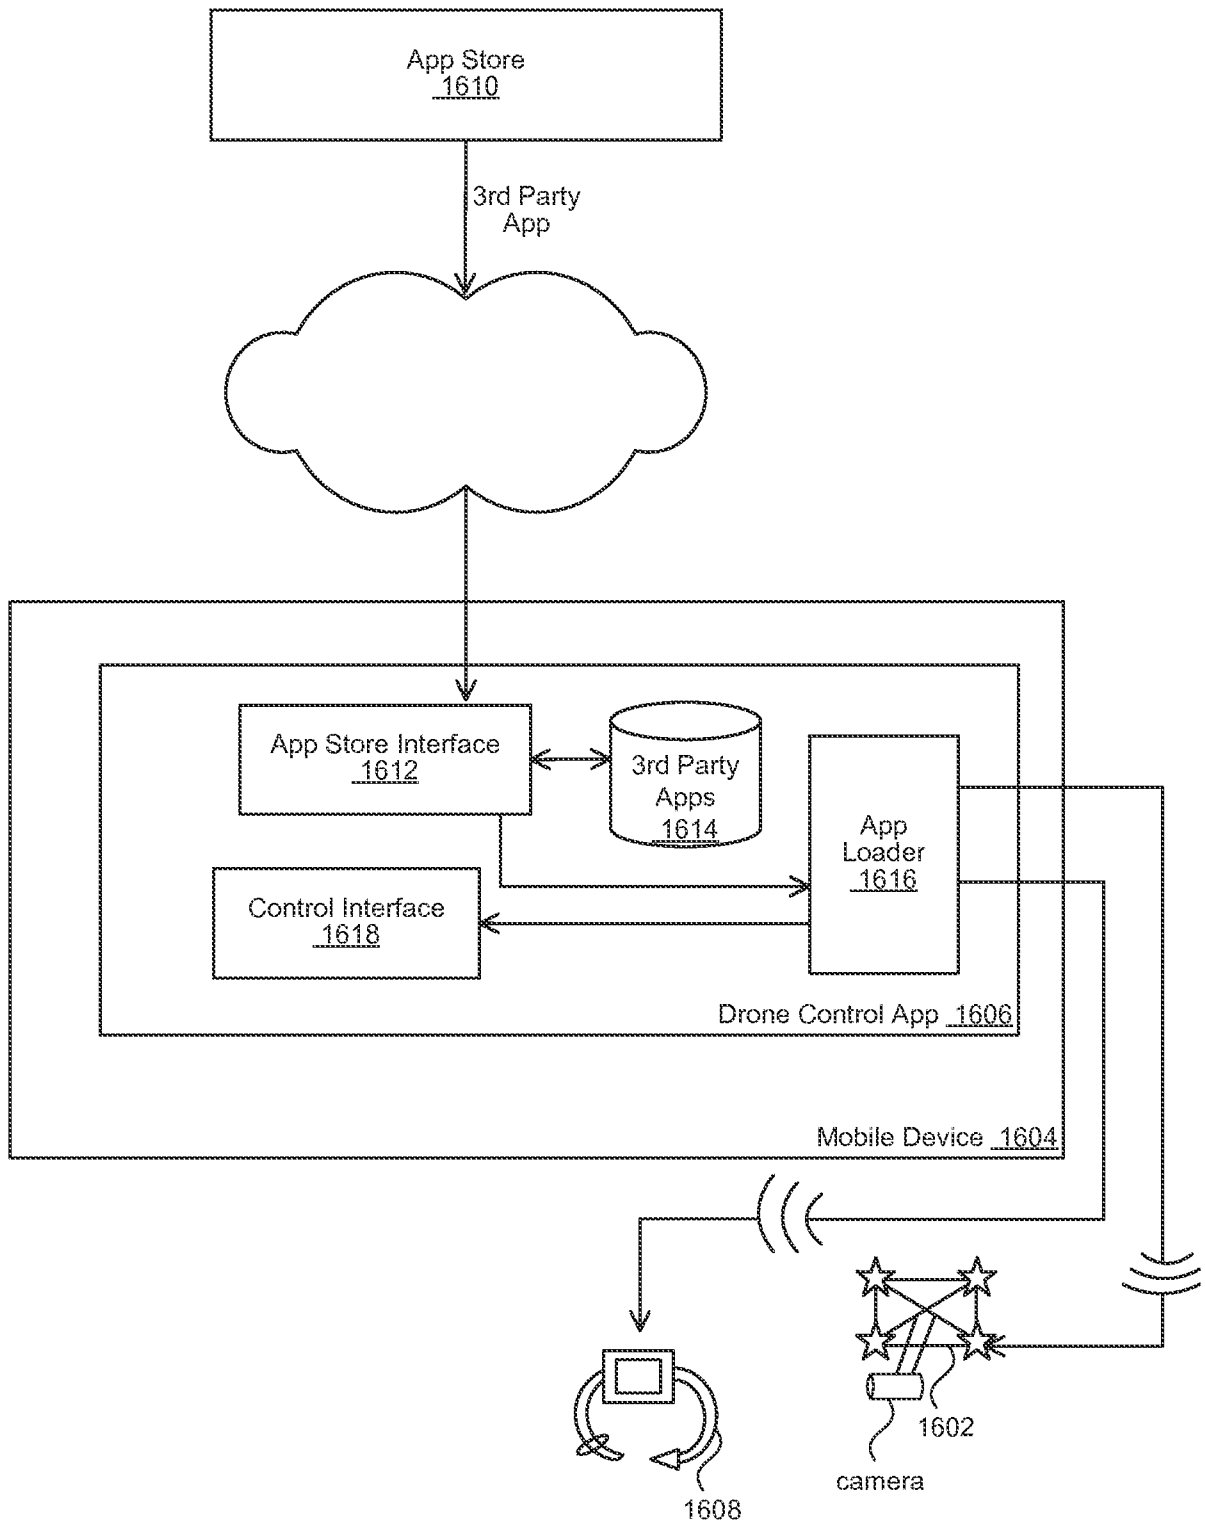 App Store
1610
3rd Party
App
App Store Interface
1612
3rd Party
Apps
1614
App
Loader
1616
Control Interface
1618
Drone Control App 1606
Mobile Device 1604
1602
camera
1608